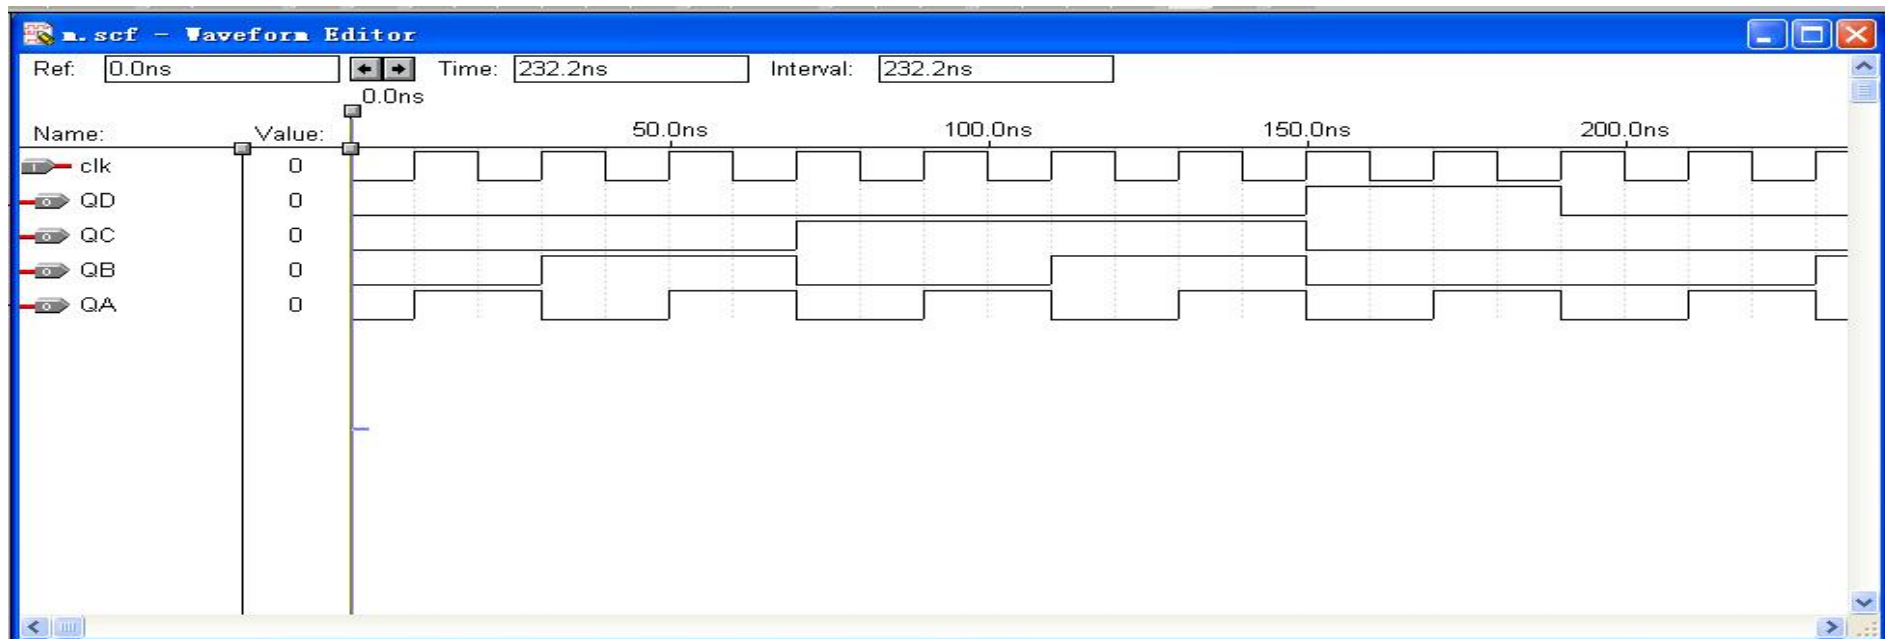 m.scf - Waveform Editor
Ref: 0.0ns Time: 232.2ns Interval: 232.2ns
0.0ns
Name: Value: 50.0ns 100.0ns 150.0ns 200.0ns
clk 0
QD 0
QC 0
QB 0
QA 0